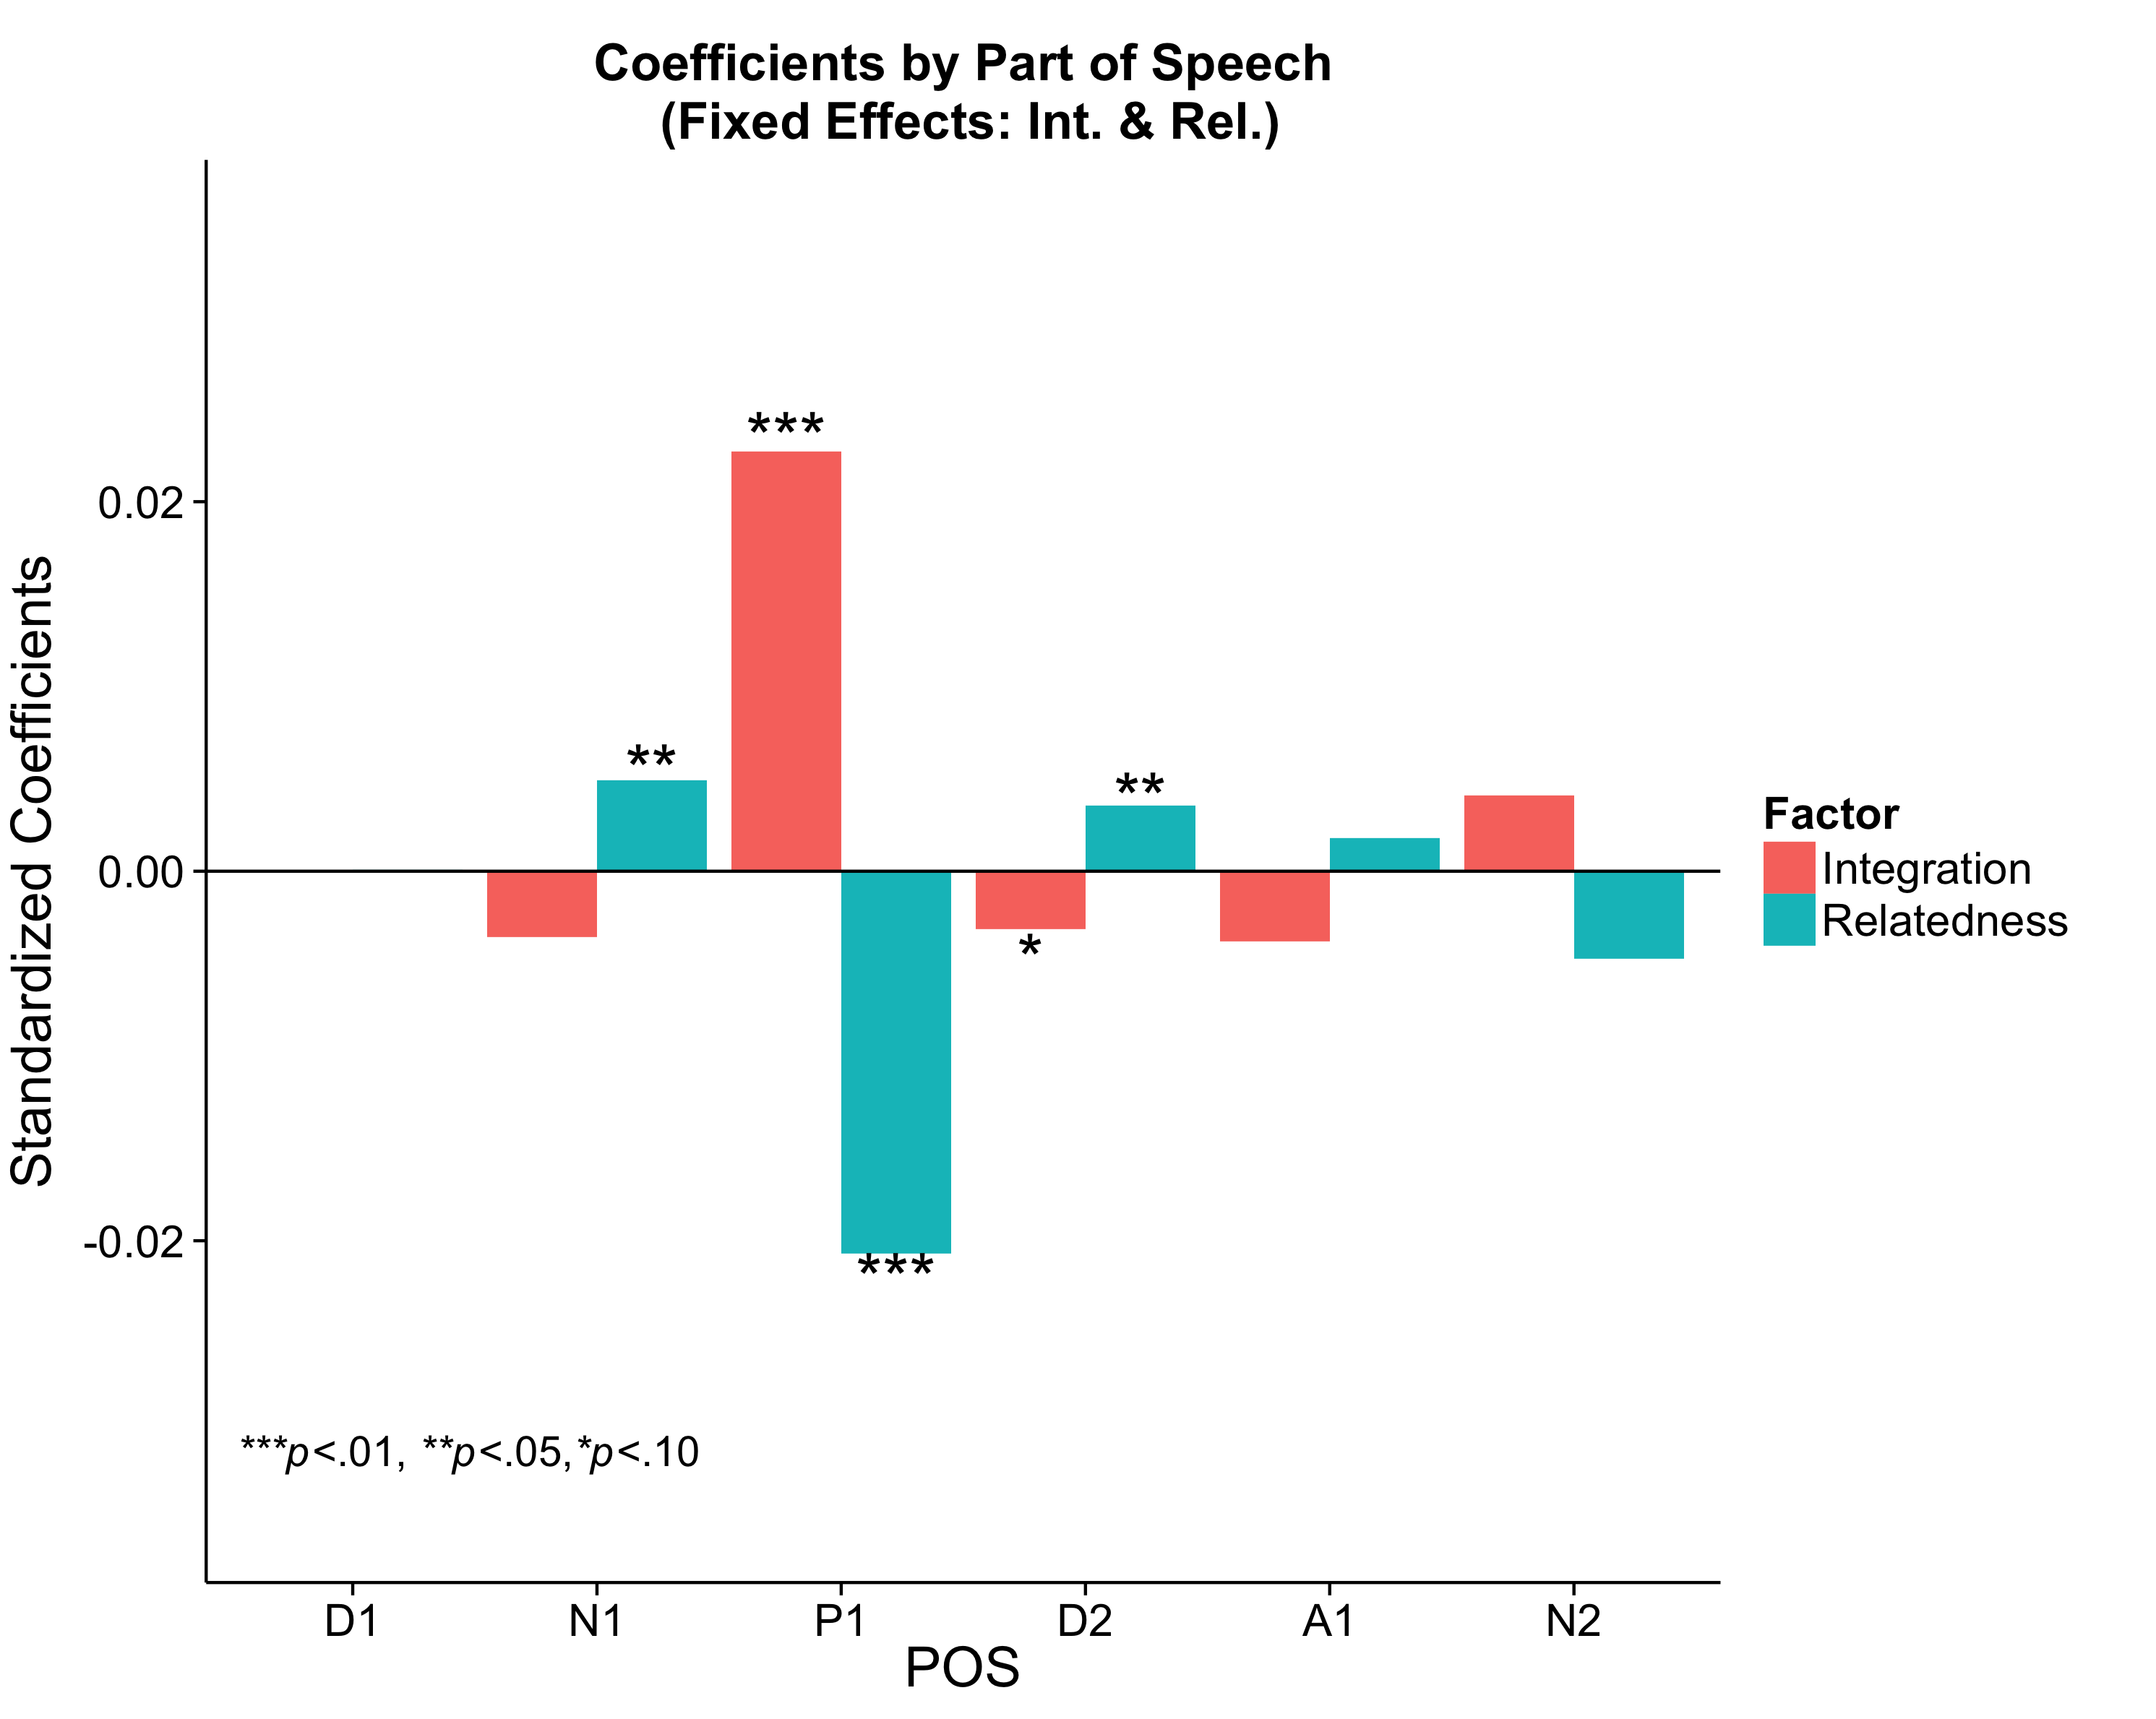 Coefficients by Part of Speech
(Fixed Effects: Int. & Rel.)
Standardized Coefficients
0.02
0.00
-0.02
***
**
**
*
***
***p<.01, **p<.05,*p<.10
D1 N1 P1 D2 A1 N2
POS
Factor
Integration
Relatedness